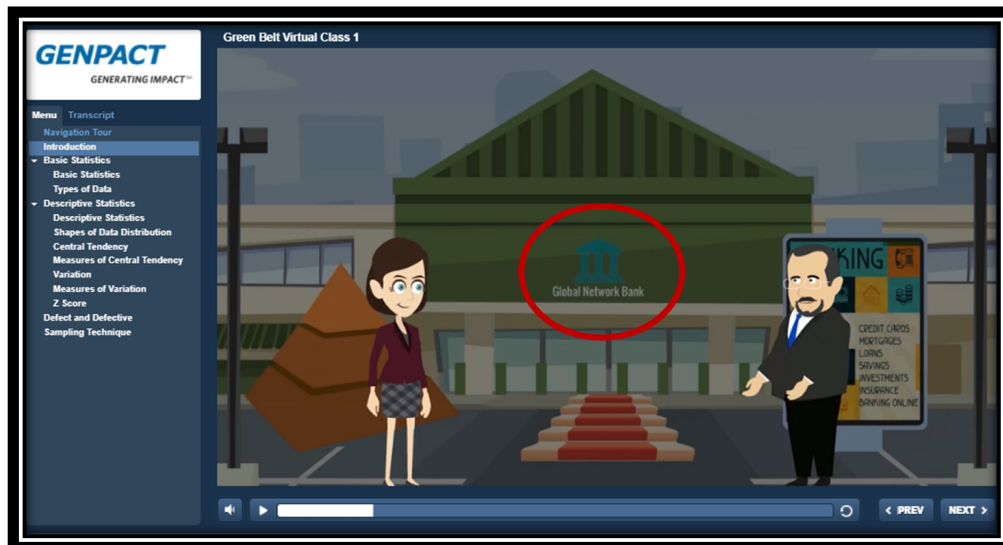 Green Belt Virtual Class 1
GENPACT
GENERATING IMPACT℠
Menu Transcript
Navigation Tour
Introduction
Basic Statistics
Basic Statistics
Types of Data
Descriptive Statistics
Descriptive Statistics
Shapes of Data Distribution
Central Tendency
Measures of Central Tendency
Variation
Measures of Variation
Z Score
Defect and Defective
Sampling Technique
Global Network Bank
CREDIT CARDS
MORTGAGES
LOANS
SAVINGS
INVESTMENTS
INSURANCE
BANKING ONLINE
PREV NEXT